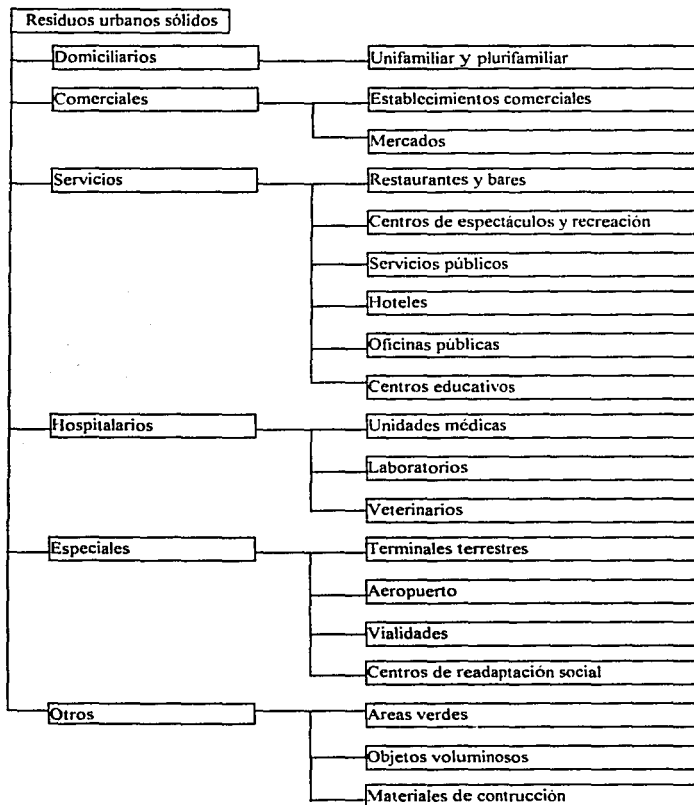 Residuos urbanos sólidos
Domiciliarios
Unifamiliar y plurifamiliar
Comerciales
Establecimientos comerciales
Mercados
Servicios
Restaurantes y bares
Centros de espectáculos y recreación
Servicios públicos
Hoteles
Oficinas públicas
Centros educativos
Hospitalarios
Unidades médicas
Laboratorios
Veterinarios
Especiales
Terminales terrestres
Aeropuerto
Vialidades
Centros de readaptación social
Otros
Areas verdes
Objetos voluminosos
Materiales de contrucción